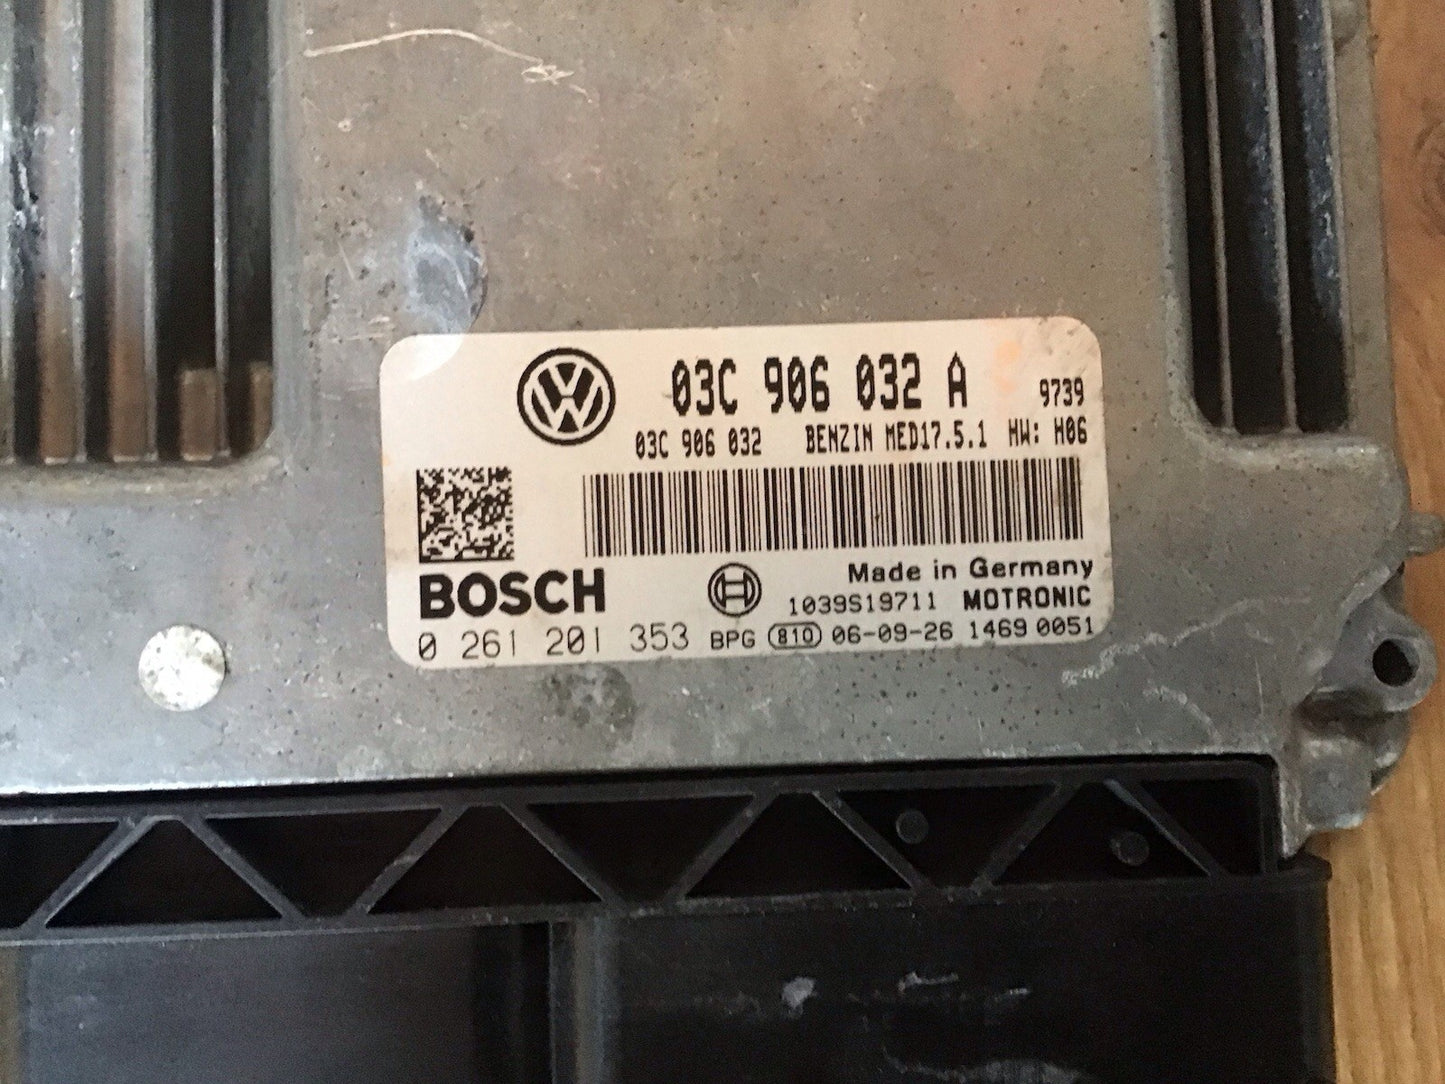 03C 906 032 A 9739
03C 906 032 BENZIN MED17.5.1 HW: H06
BOSCH Made in Germany
1039S19711 MOTRONIC
0 261 201 353 BPG 810 06-09-26 1469 0051